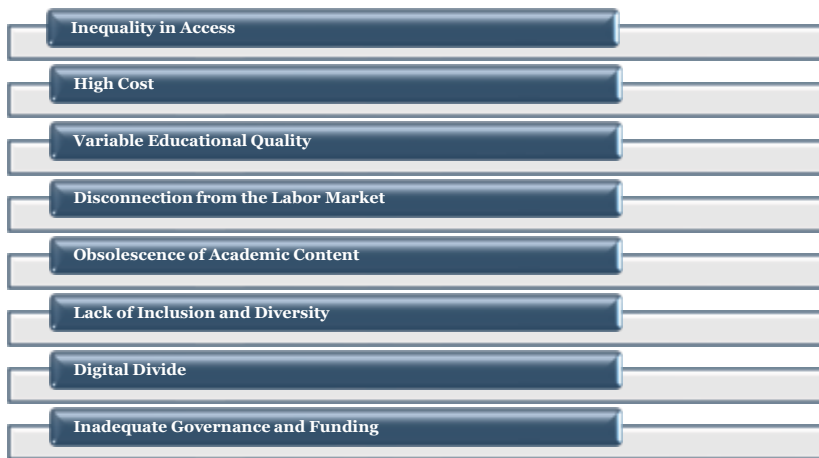 Inequality in Access
High Cost
Variable Educational Quality
Disconnection from the Labor Market
Obsolescence of Academic Content
Lack of Inclusion and Diversity
Digital Divide
Inadequate Governance and Funding